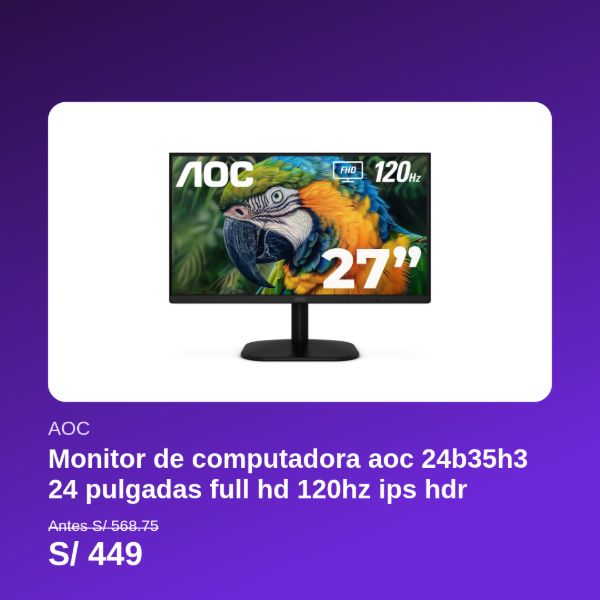 AOC FHD 120Hz
27”
AOC
AOC
Monitor de computadora aoc 24b35h3
24 pulgadas full hd 120hz ips hdr
Antes S/ 568.75
S/ 449